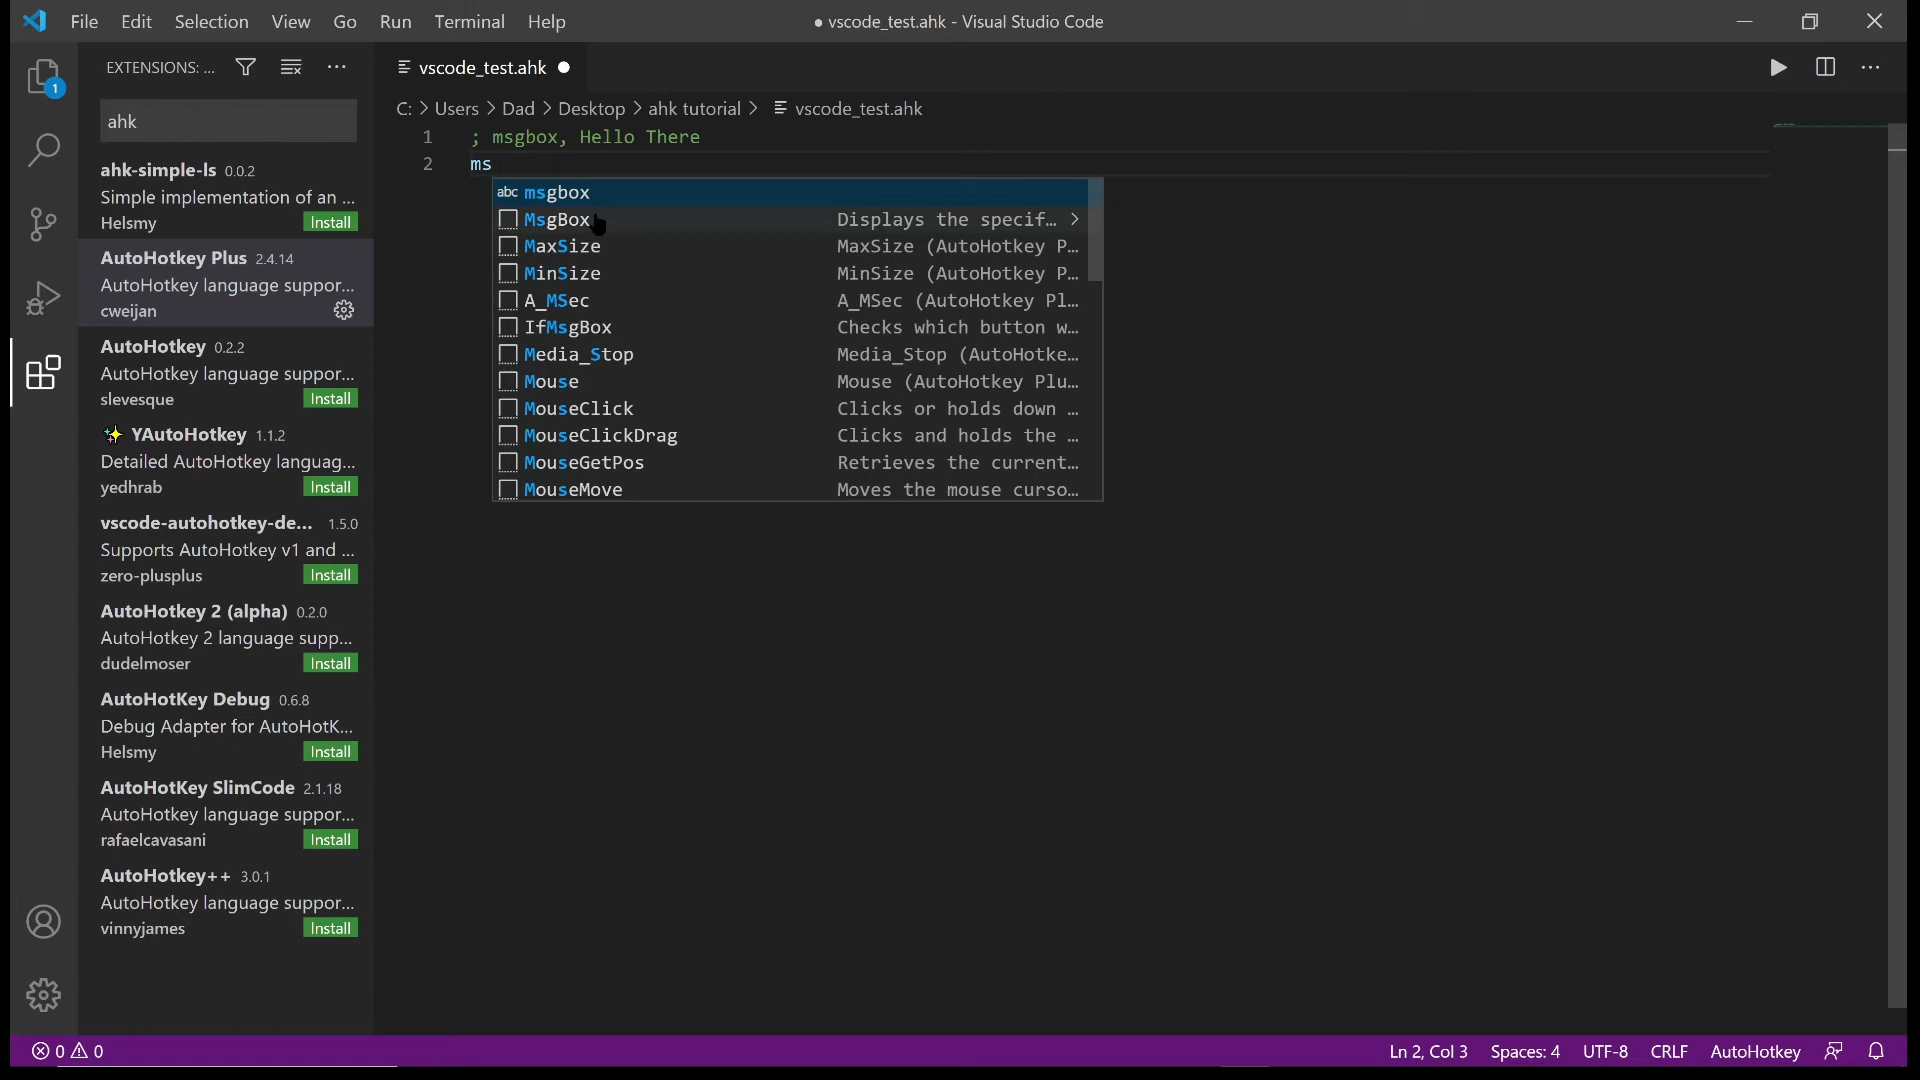 File Edit Selection View Go Run Terminal Help
● vscode_test.ahk - Visual Studio Code
1
EXTENSIONS: ...
ahk
ahk-simple-ls 0.0.2
Simple implementation of an ...
Helsmy Install
AutoHotkey Plus 2.4.14
AutoHotkey language suppor...
cweijan
AutoHotkey 0.2.2
AutoHotkey language suppor...
slevesque Install
✨ YAutoHotkey 1.1.2
Detailed AutoHotkey languag...
yedhrab Install
vscode-autohotkey-de... 1.5.0
Supports AutoHotkey v1 and ...
zero-plusplus Install
AutoHotkey 2 (alpha) 0.2.0
AutoHotkey 2 language supp...
dudelmoser Install
AutoHotKey Debug 0.6.8
Debug Adapter for AutoHotK...
Helsmy Install
AutoHotKey SlimCode 2.1.18
AutoHotkey language suppor...
rafaelcavasani Install
AutoHotkey++ 3.0.1
AutoHotkey language suppor...
vinnyjames Install
vscode_test.ahk ●
C: > Users > Dad > Desktop > ahk tutorial > vscode_test.ahk
1 ; msgbox, Hello There
2 ms
abc msgbox
MsgBox Displays the specif... >
MaxSize MaxSize (AutoHotkey P...
MinSize MinSize (AutoHotkey P...
A_MSec A_MSec (AutoHotkey Pl...
IfMsgBox Checks which button w...
Media_Stop Media_Stop (AutoHotke...
Mouse Mouse (AutoHotkey Plu...
MouseClick Clicks or holds down ...
MouseClickDrag Clicks and holds the ...
MouseGetPos Retrieves the current...
MouseMove Moves the mouse curso...
0 0
Ln 2, Col 3 Spaces: 4 UTF-8 CRLF AutoHotkey